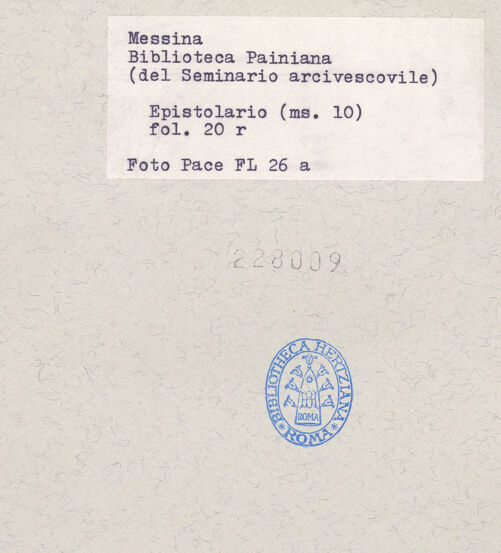 Messina
Biblioteca Painiana
(del Seminario arcivescovile)
Epistolario (ms. 10)
fol. 20 r
Foto Pace FL 26 a
228009
BIBLIOTHECA HERTZIANA
ROMA
* ROMA *